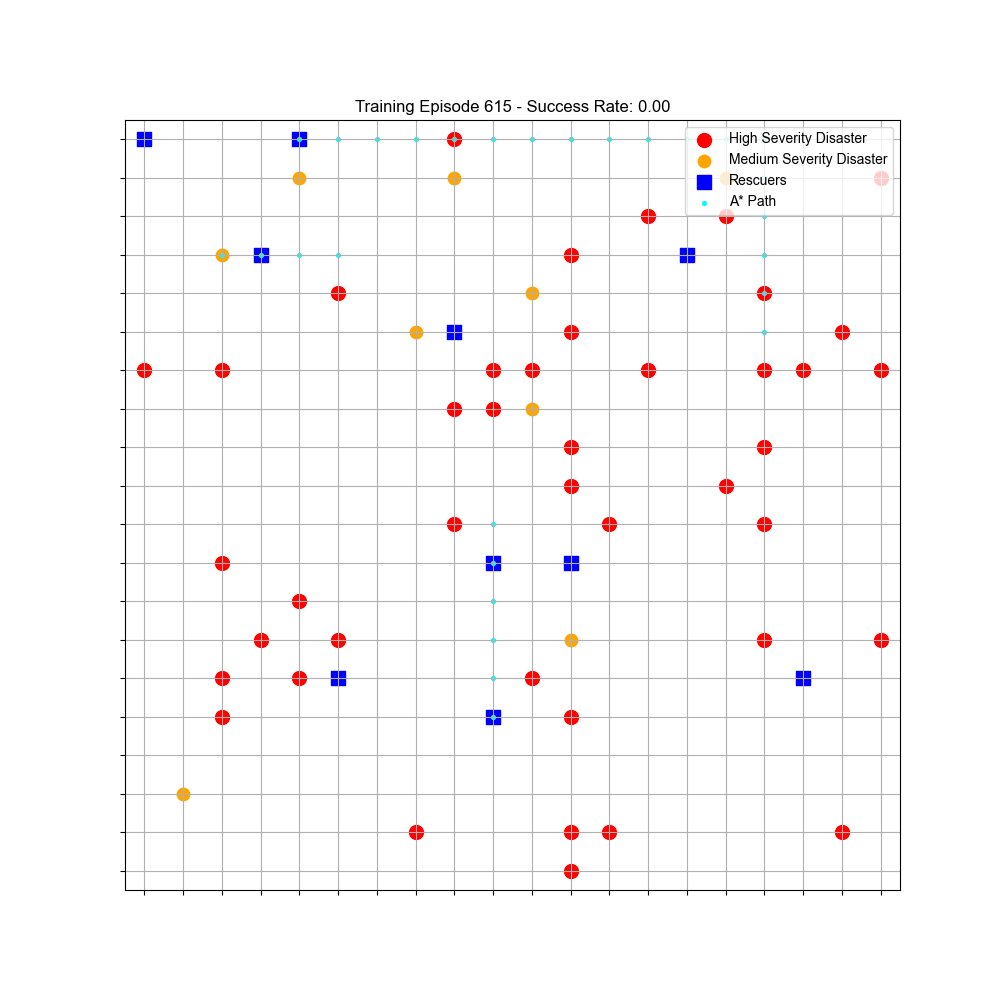 Training Episode 615 - Success Rate: 0.00
High Severity Disaster
Medium Severity Disaster
Rescuers
A* Path